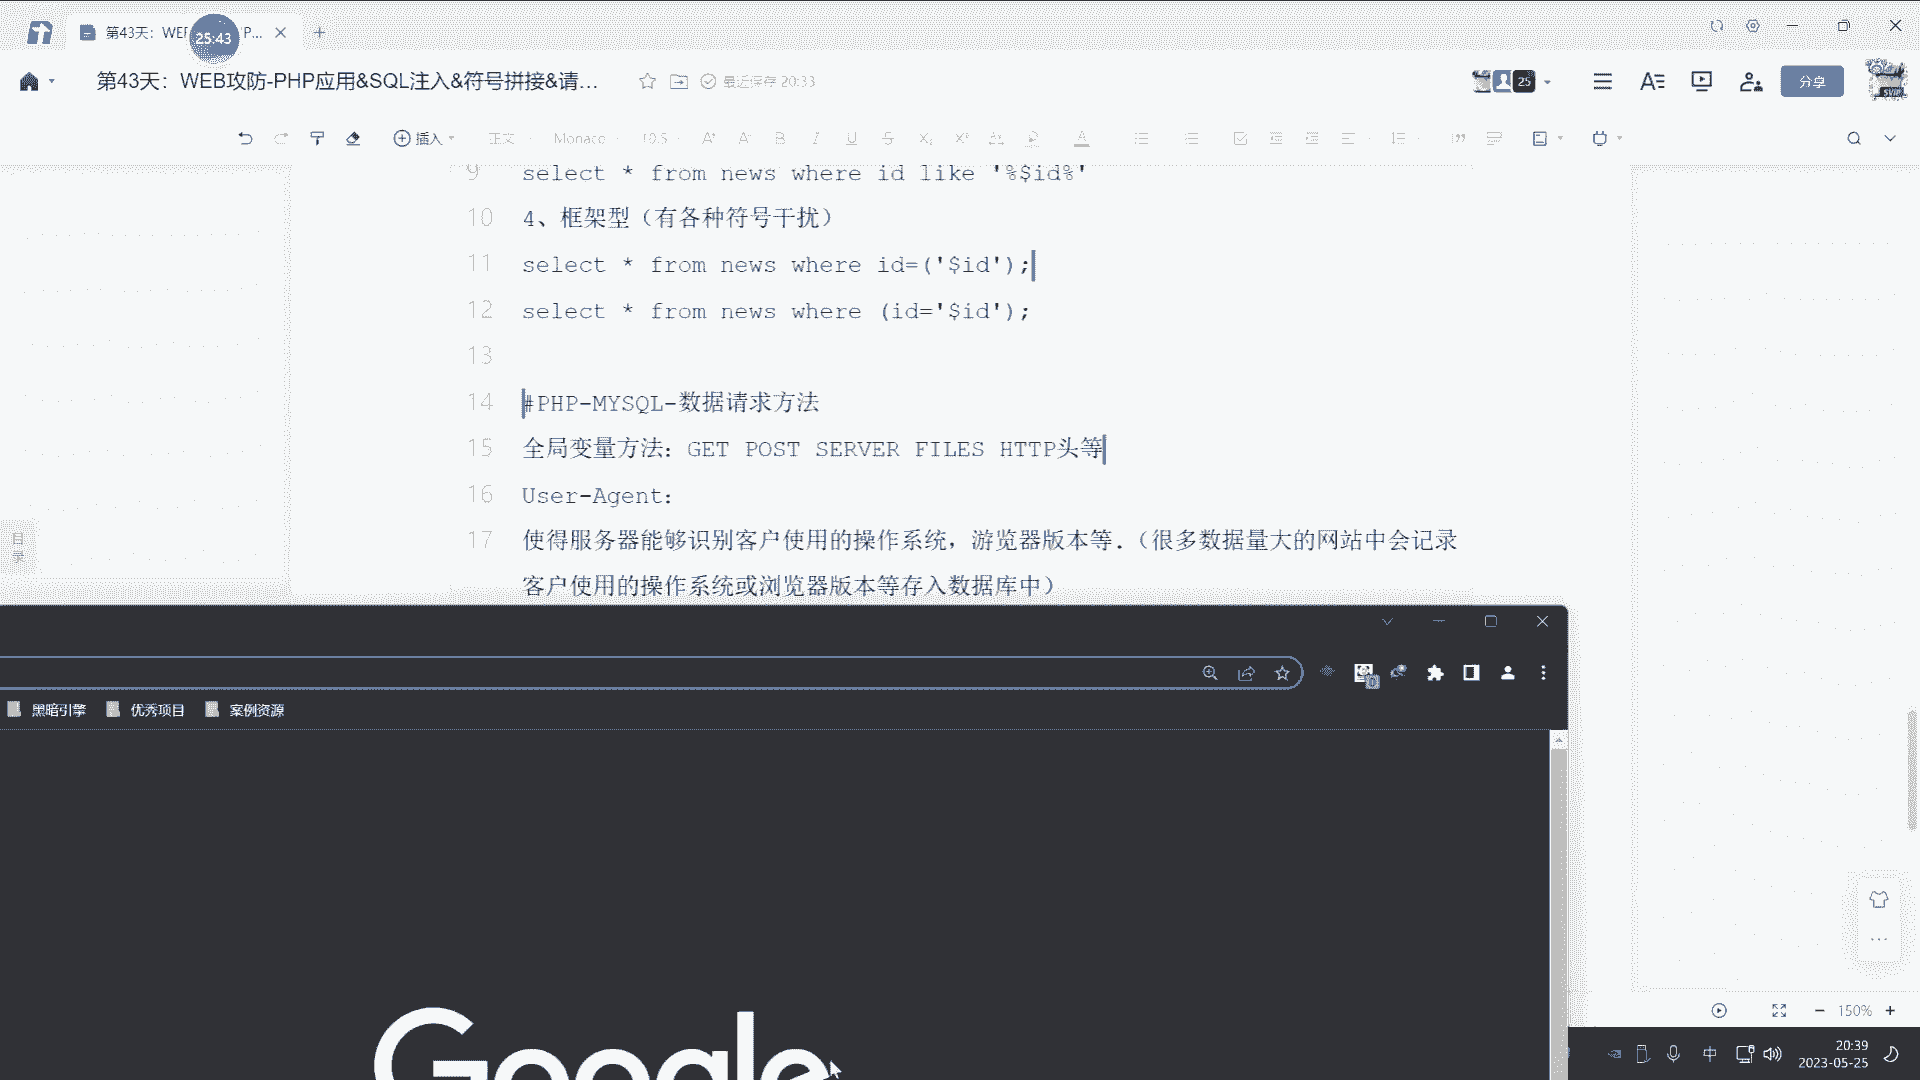 第43天：WEB
P...
25:43
第43天：WEB攻防-PHP应用&SQL注入&符号拼接&请...
最近保存 20:33
25
分享
SVIP
插入
正文
Monaco
10.5
9 select * from news where id like '%$id%'
10 4、框架型（有各种符号干扰）
11 select * from news where id=('$id');
12 select * from news where (id='$id');
13
14 #PHP-MYSQL-数据请求方法
15 全局变量方法：GET POST SERVER FILES HTTP头等
16 User-Agent：
17 使得服务器能够识别客户使用的操作系统，游览器版本等.（很多数据量大的网站中会记录
客户使用的操作系统或浏览器版本等存入数据库中）
目录
黑暗引擎
优秀项目
案例资源
Google
150%
中
20:39
2023-05-25